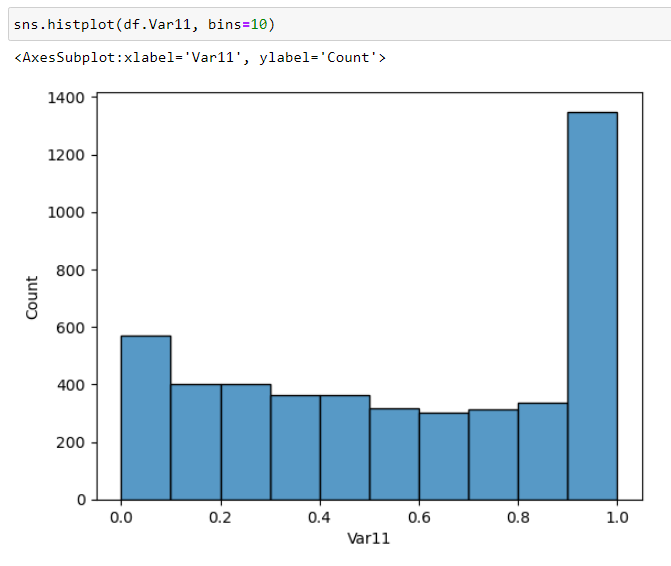 sns.histplot(df.Var11, bins=10)
<AxesSubplot:xlabel='Var11', ylabel='Count'>
1400
1200
1000
800
600
400
200
0
Count
0.0 0.2 0.4 0.6 0.8 1.0
Var11